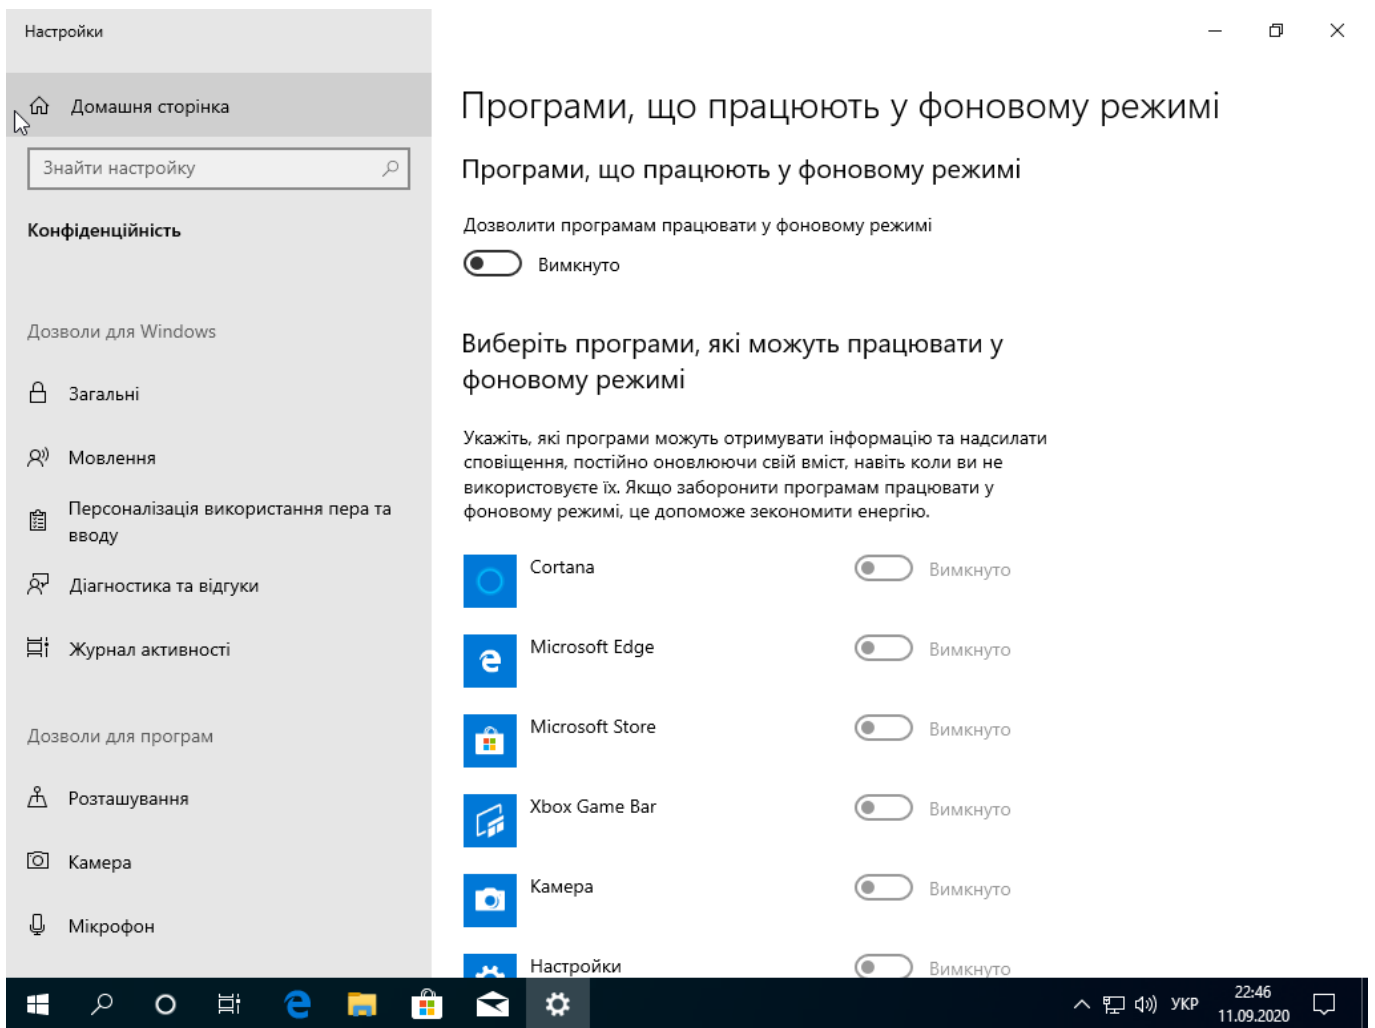 Настройки
Домашня сторінка
Знайти настройку
Конфіденційність
Дозволи для Windows
Загальні
Мовлення
Персоналізація використання пера та
вводу
Діагностика та відгуки
Журнал активності
Дозволи для програм
Розташування
Камера
Мікрофон
Програми, що працюють у фоновому режимі
Програми, що працюють у фоновому режимі
Дозволити програмам працювати у фоновому режимі
Вимкнуто
Виберіть програми, які можуть працювати у
фоновому режимі
Укажіть, які програми можуть отримувати інформацію та надсилати
сповіщення, постійно оновлюючи свій вміст, навіть коли ви не
використовуєте їх. Якщо заборонити програмам працювати у
фоновому режимі, це допоможе зекономити енергію.
Cortana Вимкнуто
Microsoft Edge Вимкнуто
Microsoft Store Вимкнуто
Xbox Game Bar Вимкнуто
Камера Вимкнуто
Настройки Вимкнуто
УКР
22:46
11.09.2020